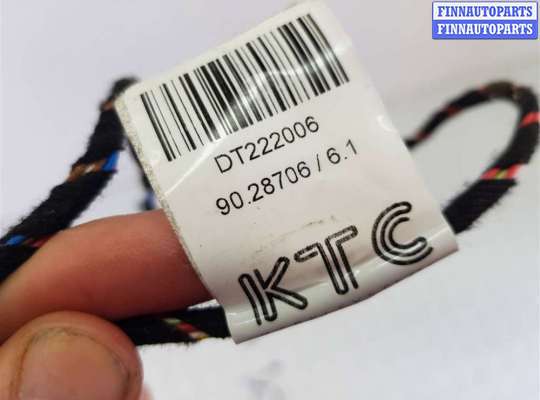 FINNAUTOPARTS
FINNAUTOPARTS
DT222006
90.28706 / 6.1
KTC